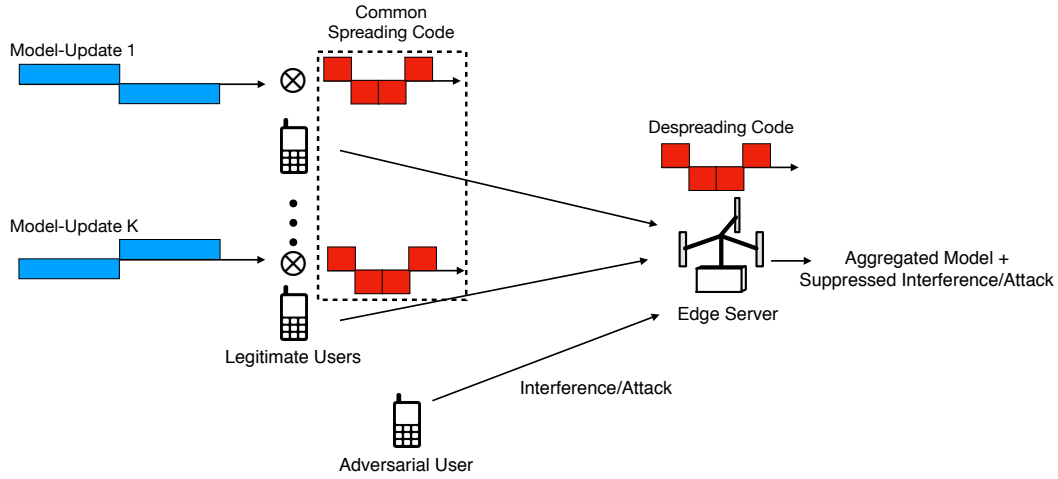 Common
Spreading Code
Model-Update 1
Despreading Code
Model-Update K
Aggregated Model +
Suppressed Interference/Attack
Edge Server
Legitimate Users
Interference/Attack
Adversarial User